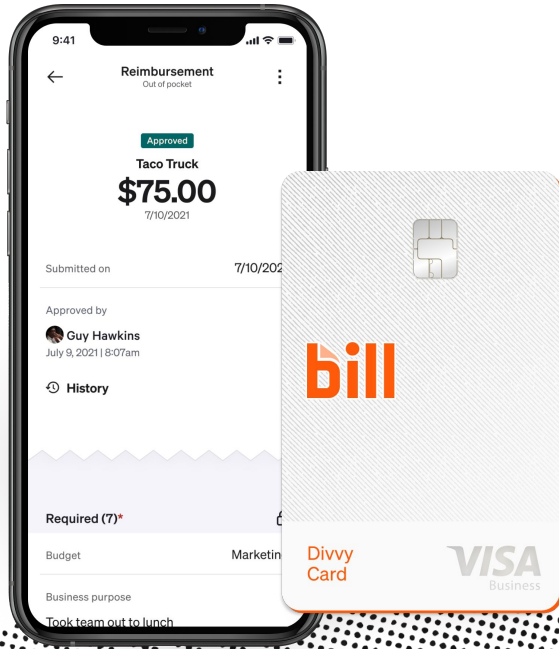 9:41
Reimbursement
Out of pocket
Approved
Taco Truck
$75.00
7/10/2021
Submitted on 7/10/202
Approved by
Guy Hawkins
July 9, 2021 | 8:07am
History
Required (7)*
Budget Marketin
Business purpose
Took team out to lunch
bill
Divvy
Card
VISA
Business